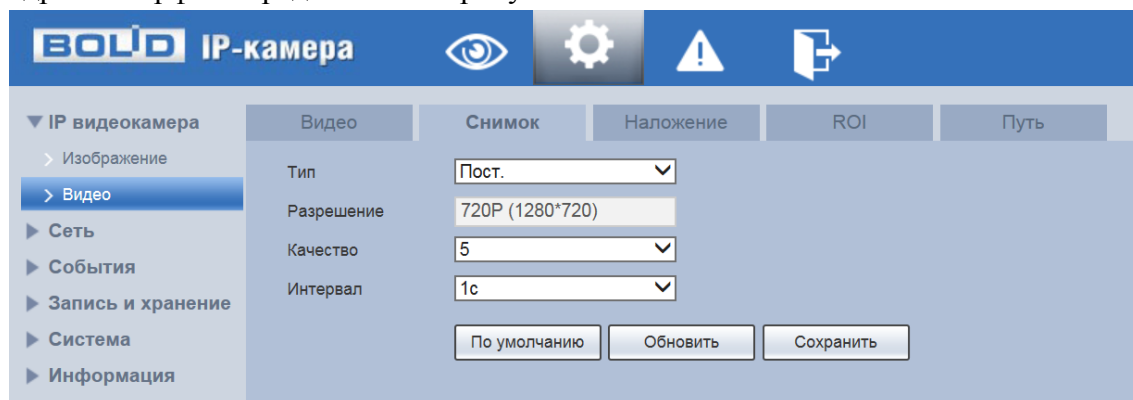 BOLID IP-камера
IP видеокамера
Изображение
Видео
Сеть
События
Запись и хранение
Система
Информация
Видео Снимок Наложение ROI Путь
Тип Пост.
Разрешение 720P (1280*720)
Качество 5
Интервал 1с
По умолчанию Обновить Сохранить